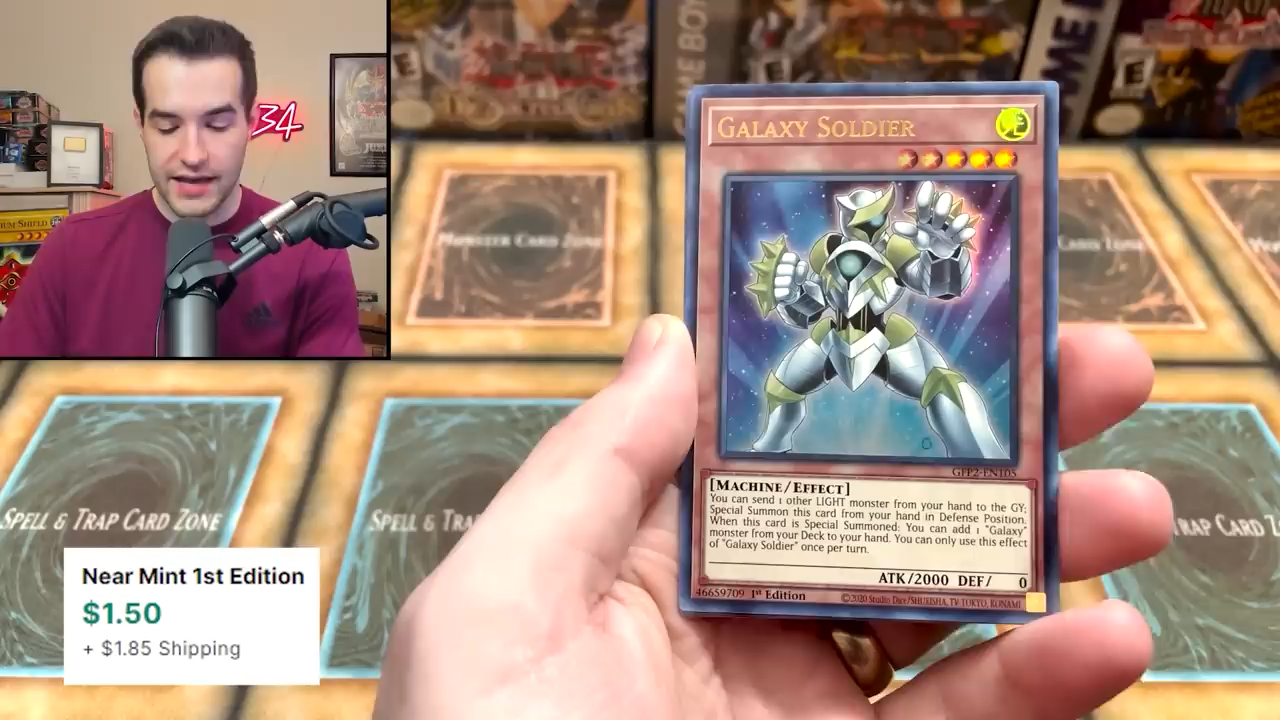 34
GAME BOY
GAME
E
E
E
MONSTER CARD ZONE
GALAXY SOLDIER
GFP2-EN105
[MACHINE/EFFECT]
You can send 1 other LIGHT monster from your hand to the GY;
Special Summon this card from your hand in Defense Position.
When this card is Special Summoned: You can add 1 "Galaxy"
monster from your Deck to your hand. You can only use this effect
of "Galaxy Soldier" once per turn.
ATK/2000 DEF/ 0
46659709 1st Edition ©2020 Studio Dice/SHUEISHA, TV TOKYO, KONAMI
SPELL & TRAP CARD ZONE
SPELL & TRA
TRAP CARD Z
Near Mint 1st Edition
$1.50
+ $1.85 Shipping